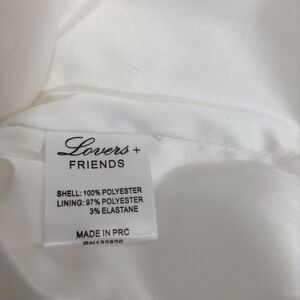 Lovers +
FRIENDS
SHELL: 100% POLYESTER
LINING: 97% POLYESTER
3% ELASTANE
MADE IN PRC